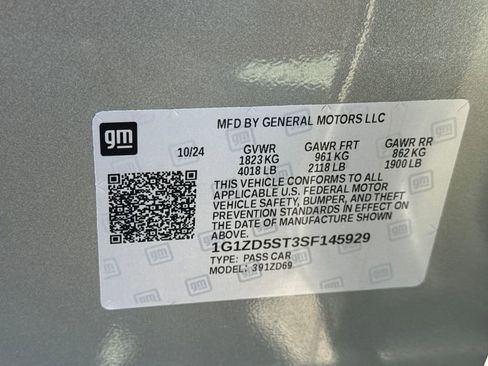 gm
MFD BY GENERAL MOTORS LLC
10/24 GVWR GAWR FRT GAWR RR
1823 KG 961 KG 862 KG
4018 LB 2118 LB 1900 LB
THIS VEHICLE CONFORMS TO ALL
APPLICABLE U.S. FEDERAL MOTOR
VEHICLE SAFETY, BUMPER, AND THEFT
PREVENTION STANDARDS IN EFFECT ON
THE DATE OF MANUFACTURE SHOWN
ABOVE.
1G1ZD5ST3SF145929
TYPE: PASS CAR
MODEL: 391ZD69